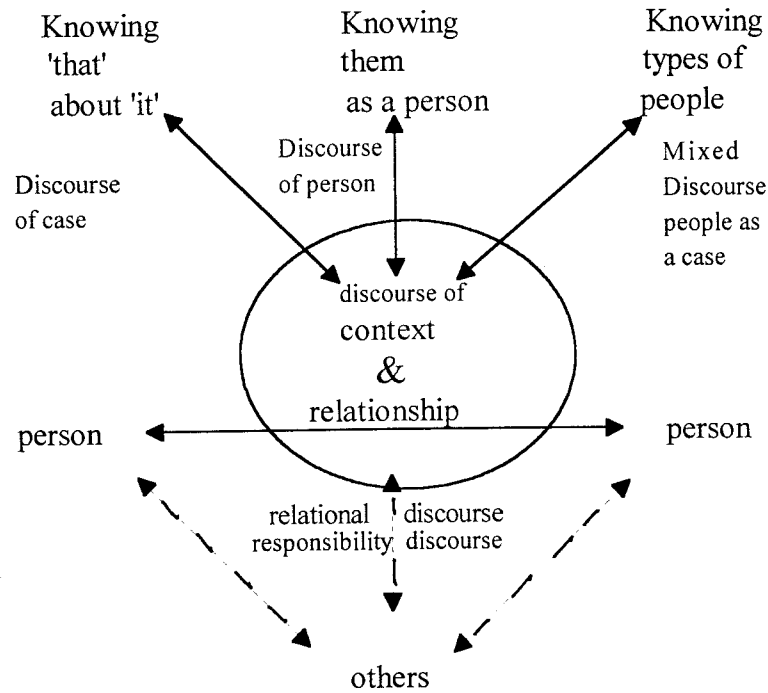 Knowing
'that'
about 'it'
Knowing
them
as a person
Knowing
types of
people
Discourse
of case
Discourse
of person
Mixed
Discourse
people as
a case
discourse of
context
&
relationship
person
person
relational discourse
responsibility discourse
others